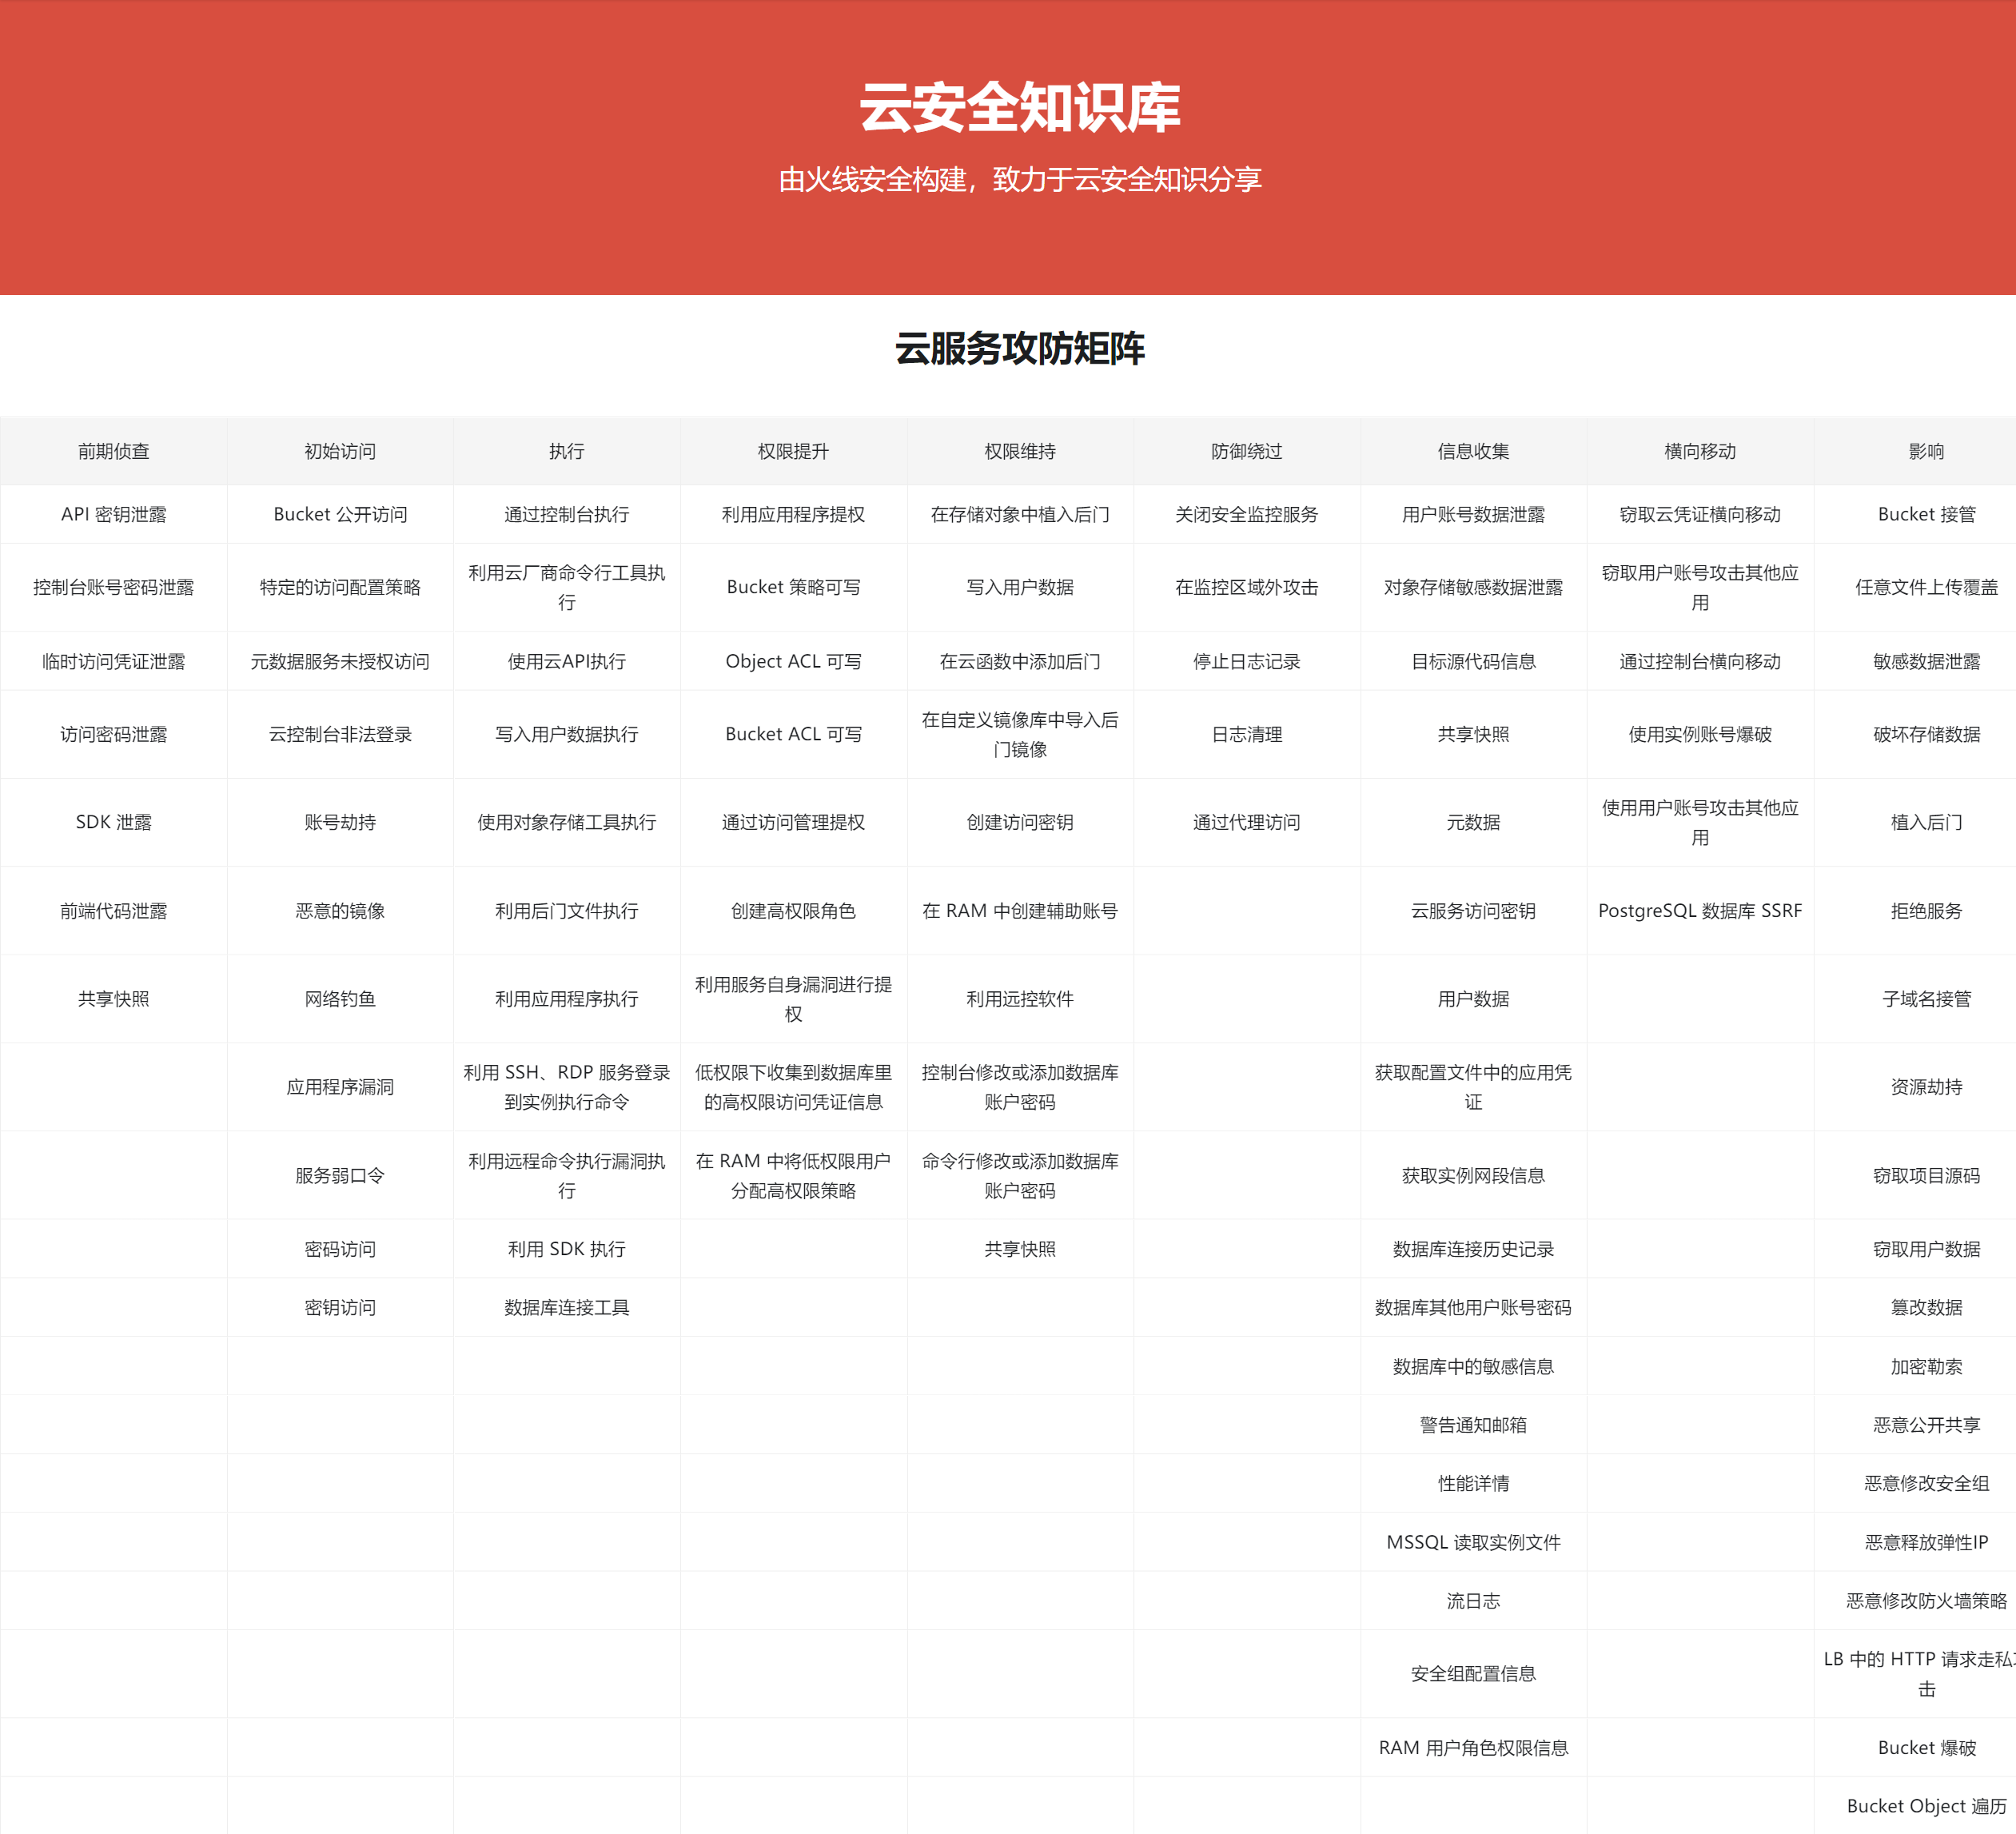 云安全知识库
由火线安全构建，致力于云安全知识分享
云服务攻防矩阵
前期侦查 初始访问 执行 权限提升 权限维持 防御绕过 信息收集 横向移动 影响
API 密钥泄露 Bucket 公开访问 通过控制台执行 利用应用程序提权 在存储对象中植入后门 关闭安全监控服务 用户账号数据泄露 窃取云凭证横向移动 Bucket 接管
控制台账号密码泄露 特定的访问配置策略 利用云厂商命令行工具执行 Bucket 策略可写 写入用户数据 在监控区域外攻击 对象存储敏感数据泄露 窃取用户账号攻击其他应用 任意文件上传覆盖
临时访问凭证泄露 元数据服务未授权访问 使用云API执行 Object ACL 可写 在云函数中添加后门 停止日志记录 目标源代码信息 通过控制台横向移动 敏感数据泄露
访问密码泄露 云控制台非法登录 写入用户数据执行 Bucket ACL 可写 在自定义镜像库中导入后门镜像 日志清理 共享快照 使用实例账号爆破 破坏存储数据
SDK 泄露 账号劫持 使用对象存储工具执行 通过访问管理提权 创建访问密钥 通过代理访问 元数据 使用用户账号攻击其他应用 植入后门
前端代码泄露 恶意的镜像 利用后门文件执行 创建高权限角色 在 RAM 中创建辅助账号 云服务访问密钥 PostgreSQL 数据库 SSRF 拒绝服务
共享快照 网络钓鱼 利用应用程序执行 利用服务自身漏洞进行提权 利用远控软件 用户数据 子域名接管
应用程序漏洞 利用 SSH、RDP 服务登录到实例执行命令 低权限下收集到数据库里的高权限访问凭证信息 控制台修改或添加数据库账户密码 获取配置文件中的应用凭证 资源劫持
服务弱口令 利用远程命令执行漏洞执行 在 RAM 中将低权限用户分配高权限策略 命令行修改或添加数据库账户密码 获取实例网段信息 窃取项目源码
密码访问 利用 SDK 执行 共享快照 数据库连接历史记录 窃取用户数据
密钥访问 数据库连接工具 数据库其他用户账号密码 篡改数据
数据库中的敏感信息 加密勒索
警告通知邮箱 恶意公开共享
性能详情 恶意修改安全组
MSSQL 读取实例文件 恶意释放弹性IP
流日志 恶意修改防火墙策略
安全组配置信息 LB 中的 HTTP 请求走私 击
RAM 用户角色权限信息 Bucket 爆破
Bucket Object 遍历